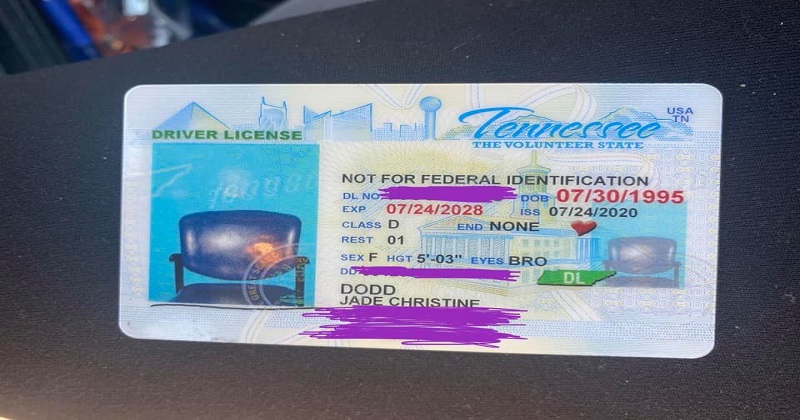 USA
TN
Tennessee
DRIVER LICENSE
THE VOLUNTEER STATE
NOT FOR FEDERAL IDENTIFICATION
DL NO. DOB 07/30/1995
EXP 07/24/2028 ISS 07/24/2020
CLASS D END NONE
REST 01
SEX F HGT 5'-03" EYES BRO
DD
DL
DODD
JADE CHRISTINE